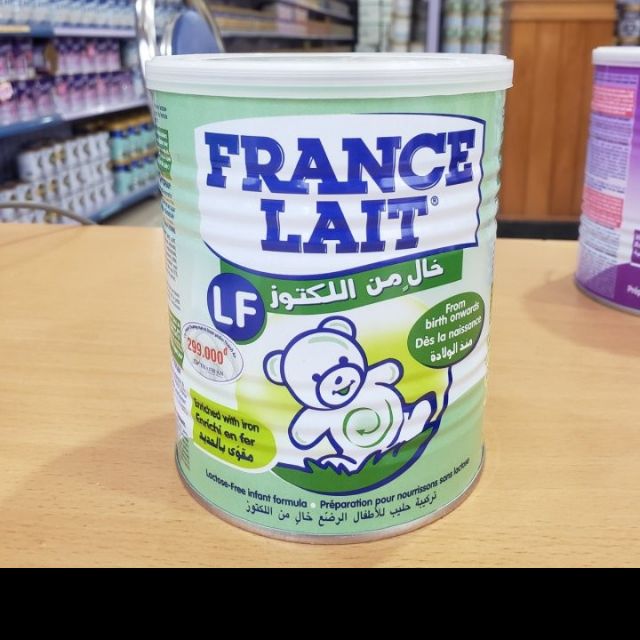 FRANCE
LAIT®
خال من اللكتوز
LF
From
birth onwards
Dès la naissance
منذ الولادة
299.000đ
Enriched with iron
Enrichi en fer
مقوى بالحديد
Lactose-Free infant formula • Préparation pour nourrissons sans lactose
تركيبة حليب للأطفال الرضّع خالٍ من اللكتوز